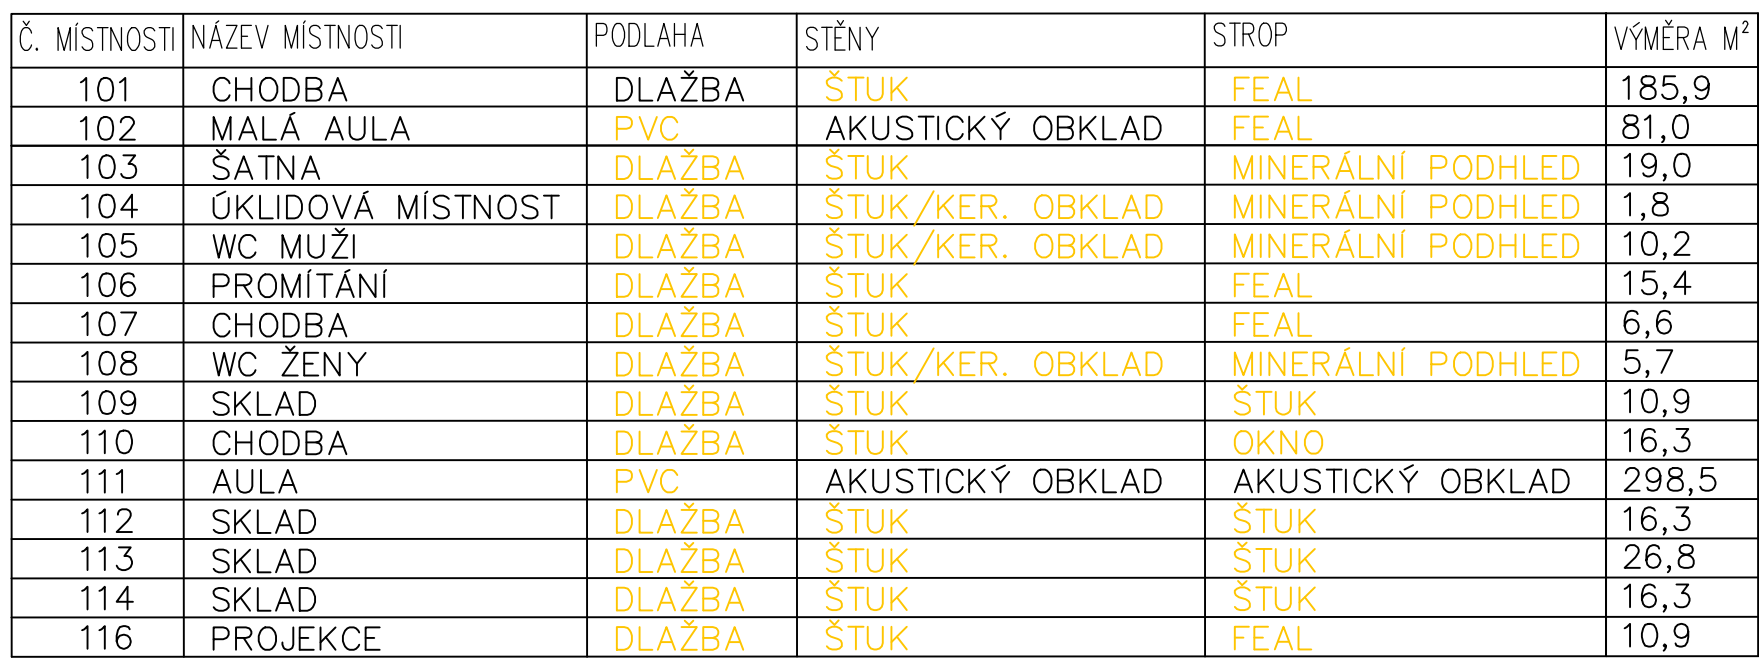 Č. MÍSTNOSTI NÁZEV MÍSTNOSTI PODLAHA STĚNY STROP VÝMĚRA M²
101 CHODBA DLAŽBA ŠTUK FEAL 185,9
102 MALÁ AULA PVC AKUSTICKÝ OBKLAD FEAL 81,0
103 ŠATNA DLAŽBA ŠTUK MINERÁLNÍ PODHLED 19,0
104 ÚKLIDOVÁ MÍSTNOST DLAŽBA ŠTUK/KER. OBKLAD MINERÁLNÍ PODHLED 1,8
105 WC MUŽI DLAŽBA ŠTUK/KER. OBKLAD MINERÁLNÍ PODHLED 10,2
106 PROMÍTÁNÍ DLAŽBA ŠTUK FEAL 15,4
107 CHODBA DLAŽBA ŠTUK FEAL 6,6
108 WC ŽENY DLAŽBA ŠTUK/KER. OBKLAD MINERÁLNÍ PODHLED 5,7
109 SKLAD DLAŽBA ŠTUK ŠTUK 10,9
110 CHODBA DLAŽBA ŠTUK OKNO 16,3
111 AULA PVC AKUSTICKÝ OBKLAD AKUSTICKÝ OBKLAD 298,5
112 SKLAD DLAŽBA ŠTUK ŠTUK 16,3
113 SKLAD DLAŽBA ŠTUK ŠTUK 26,8
114 SKLAD DLAŽBA ŠTUK ŠTUK 16,3
116 PROJEKCE DLAŽBA ŠTUK FEAL 10,9